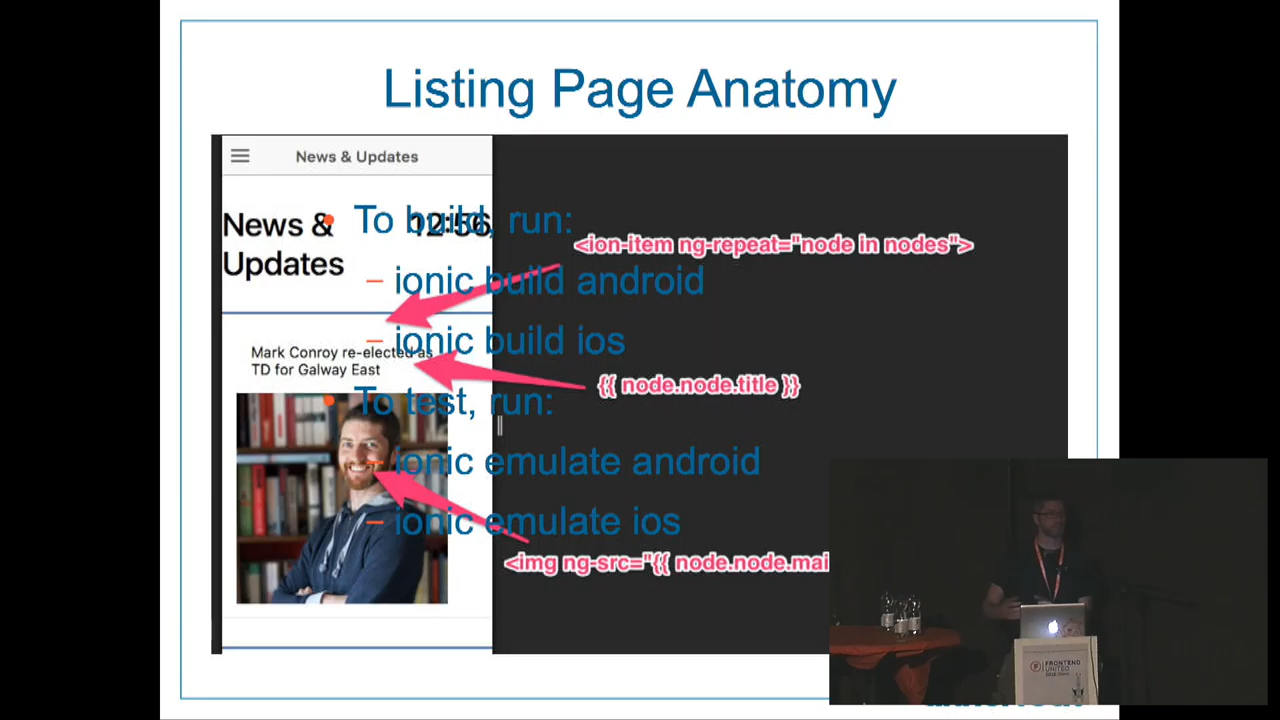 Listing Page Anatomy
News & Updates
News &
Updates
12:56
To build, run:
<ion-item ng-repeat="node in nodes">
– ionic build android
– ionic build ios
Mark Conroy re-elected as
TD for Galway East
{{ node.node.title }}
To test, run:
– ionic emulate android
– ionic emulate ios
<img ng-src="{{ node.node.mai
FRONTEND
UNITED